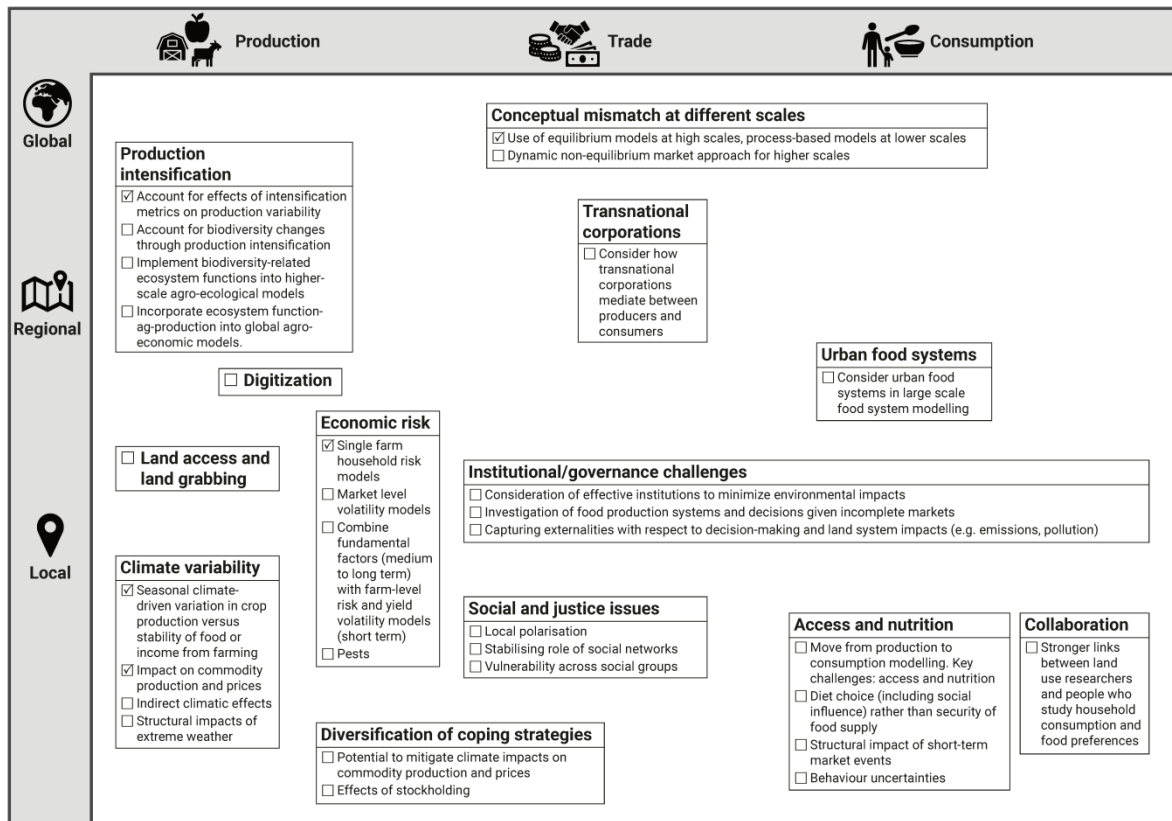 Production
Trade
Consumption
Global
Regional
Local
Conceptual mismatch at different scales
☑ Use of equilibrium models at high scales, process-based models at lower scales
☐ Dynamic non-equilibrium market approach for higher scales
Production
intensification
☑ Account for effects of intensification
metrics on production variability
☐ Account for biodiversity changes
through production intensification
☐ Implement biodiversity-related
ecosystem functions into higher-
scale agro-ecological models
☐ Incorporate ecosystem function-
ag-production into global agro-
economic models.
Transnational
corporations
☐ Consider how
transnational
corporations
mediate between
producers and
consumers
Urban food systems
☐ Consider urban food
systems in large scale
food system modelling
☐ Digitization
Economic risk
☑ Single farm
household risk
models
☐ Market level
volatility models
☐ Combine
fundamental
factors (medium
to long term)
with farm-level
risk and yield
volatility models
(short term)
☐ Pests
☐ Land access and
land grabbing
Institutional/governance challenges
☐ Consideration of effective institutions to minimize environmental impacts
☐ Investigation of food production systems and decisions given incomplete markets
☐ Capturing externalities with respect to decision-making and land system impacts (e.g. emissions, pollution)
Climate variability
☑ Seasonal climate-
driven variation in crop
production versus
stability of food or
income from farming
☑ Impact on commodity
production and prices
☐ Indirect climatic effects
☐ Structural impacts of
extreme weather
Social and justice issues
☐ Local polarisation
☐ Stabilising role of social networks
☐ Vulnerability across social groups
Access and nutrition
☐ Move from production to
consumption modelling. Key
challenges: access and nutrition
☐ Diet choice (including social
influence) rather than security of
food supply
☐ Structural impact of short-term
market events
☐ Behaviour uncertainties
Collaboration
☐ Stronger links
between land
use researchers
and people who
study household
consumption and
food preferences
Diversification of coping strategies
☐ Potential to mitigate climate impacts on
commodity production and prices
☐ Effects of stockholding